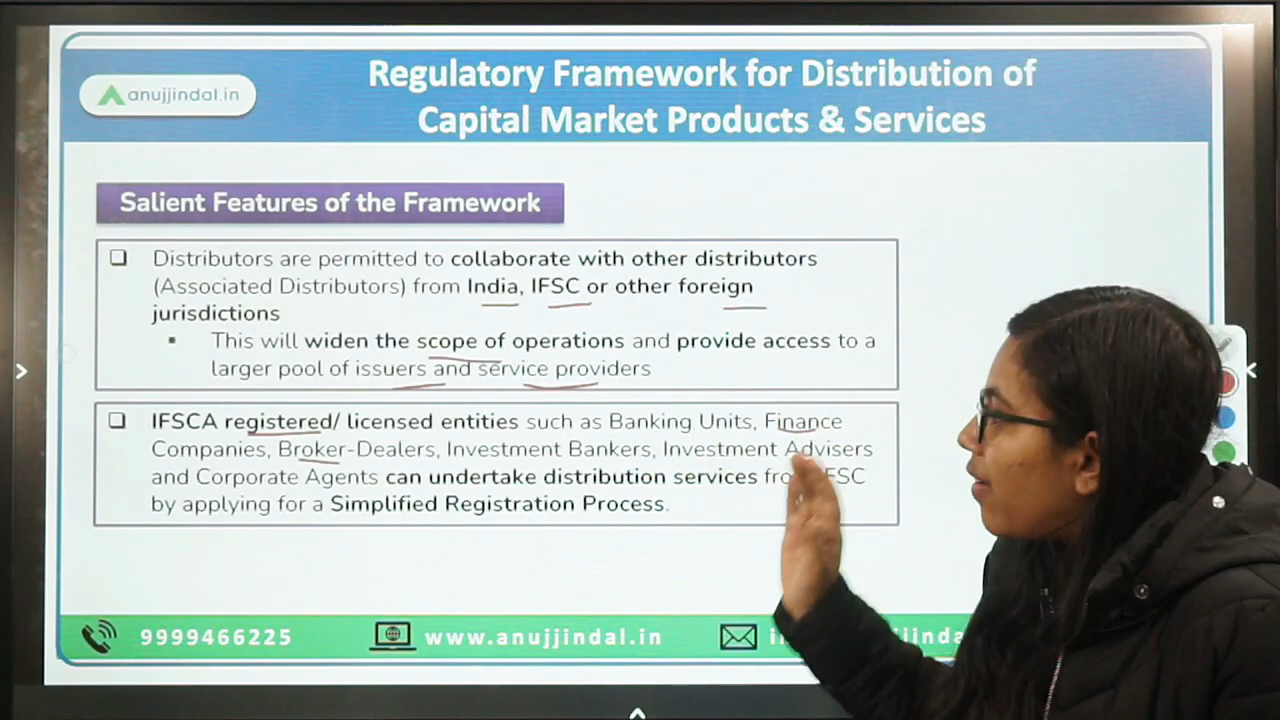 anujjindal.in
Regulatory Framework for Distribution of
Capital Market Products & Services
Salient Features of the Framework
Distributors are permitted to collaborate with other distributors
(Associated Distributors) from India, IFSC or other foreign
jurisdictions
This will widen the scope of operations and provide access to a
larger pool of issuers and service providers
IFSCA registered/ licensed entities such as Banking Units, Finance
Companies, Broker-Dealers, Investment Bankers, Investment Advisers
and Corporate Agents can undertake distribution services from IFSC
by applying for a Simplified Registration Process.
9999466225
www.anujjindal.in